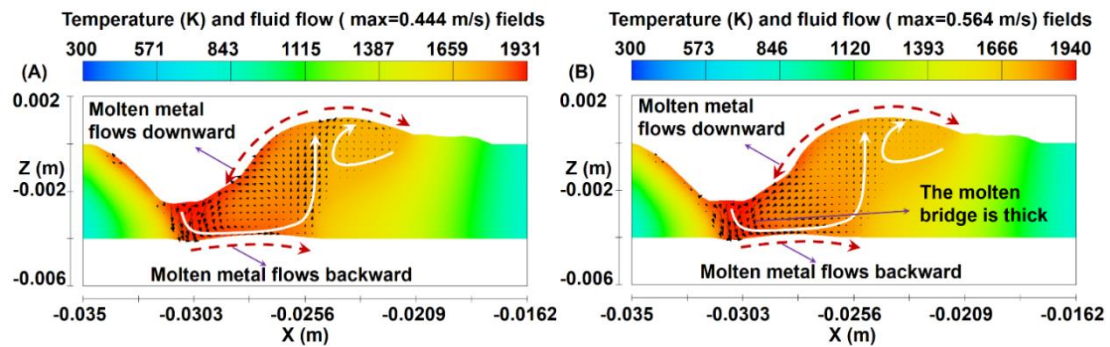 Temperature (K) and fluid flow ( max=0.444 m/s) fields
300 571 843 1115 1387 1659 1931
(A)
0.002
Molten metal
flows downward
Z (m)
-0.002
-0.006
Molten metal flows backward
-0.035 -0.0303 -0.0256 -0.0209 -0.0162
X (m)
Temperature (K) and fluid flow ( max=0.564 m/s) fields
300 573 846 1120 1393 1666 1940
(B)
0.002
Molten metal
flows downward
Z (m)
-0.002
The molten
bridge is thick
-0.006
Molten metal flows backward
-0.035 -0.0303 -0.0256 -0.0209 -0.0162
X (m)